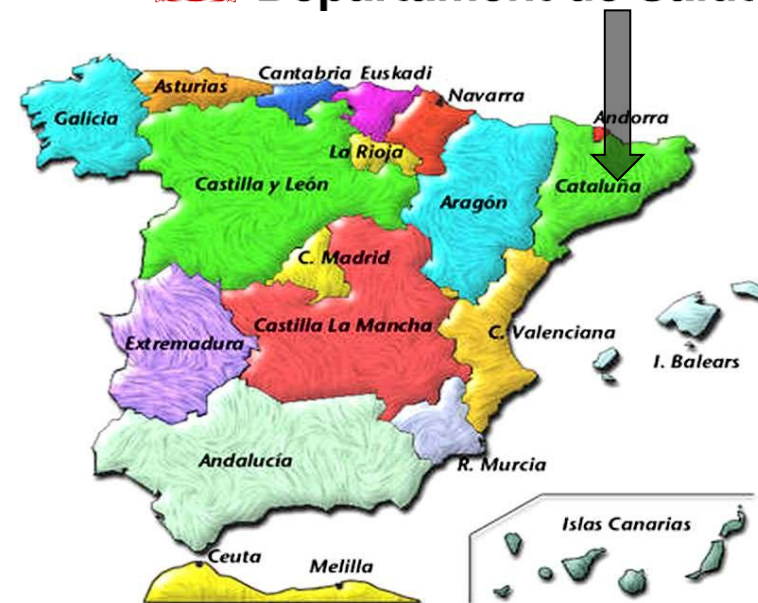 Departament de Salut
Cantabria Euskadi
Asturias
Navarra
Galicia
Andorra
La Rioja
Castilla y León
Cataluña
Aragón
C. Madrid
Castilla La Mancha
C. Valenciana
Extremadura
I. Balears
Andalucía
R. Murcia
Islas Canarias
Ceuta
Melilla